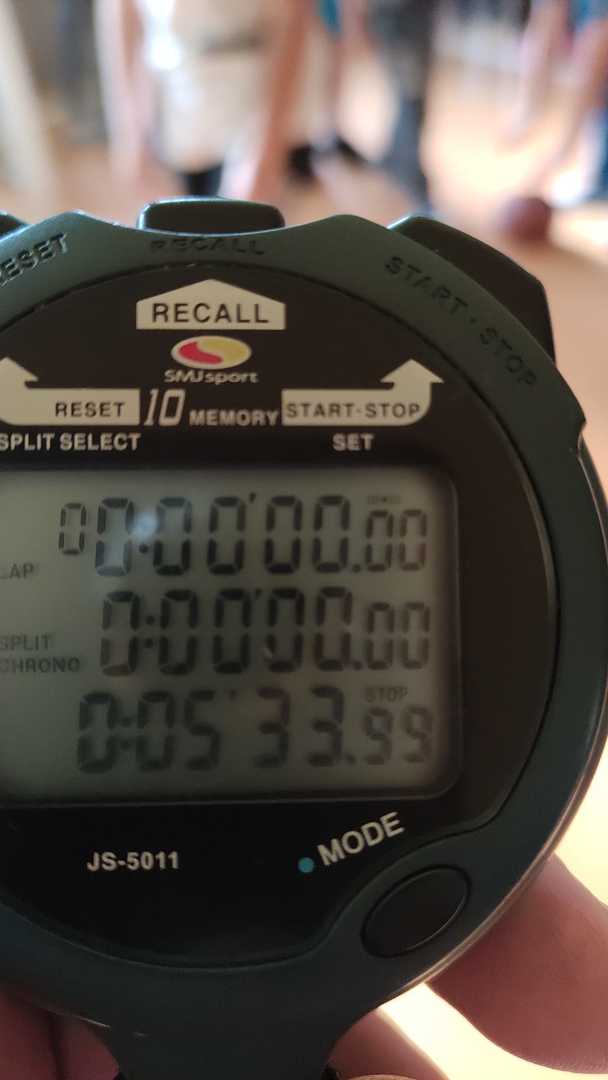 RESET
RECALL
START · STOP
RECALL
SMJsport
RESET
10 MEMORY
START-STOP
SPLIT SELECT
SET
0 0:00'00.00
LAP
0:00'00.00
SPLIT
CHRONO
STOP
0:05'33.99
JS-5011
MODE